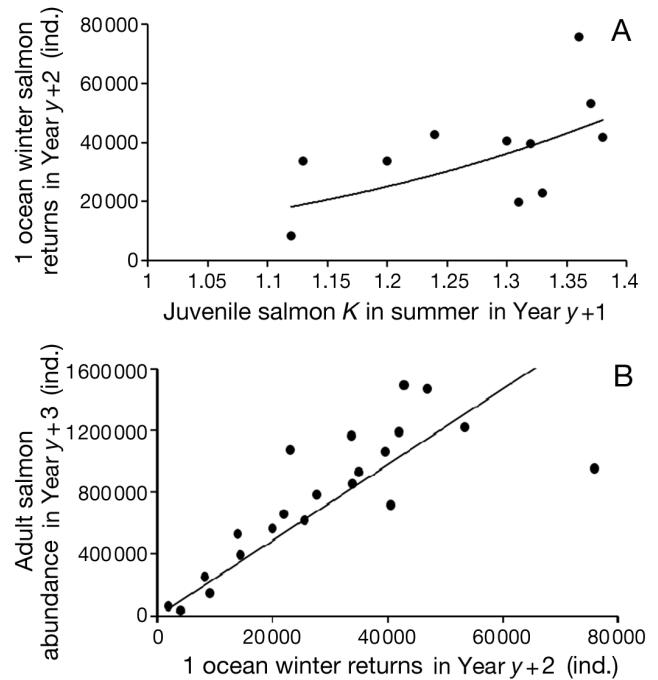 A
1 ocean winter salmon
returns in Year y+2 (ind.)
80000
60000
40000
20000
0
1 1.05 1.1 1.15 1.2 1.25 1.3 1.35 1.4
Juvenile salmon K in summer in Year y+1
B
Adult salmon
abundance in Year y+3 (ind.)
1600000
1200000
800000
400000
0
0 20000 40000 60000 80000
1 ocean winter returns in Year y+2 (ind.)